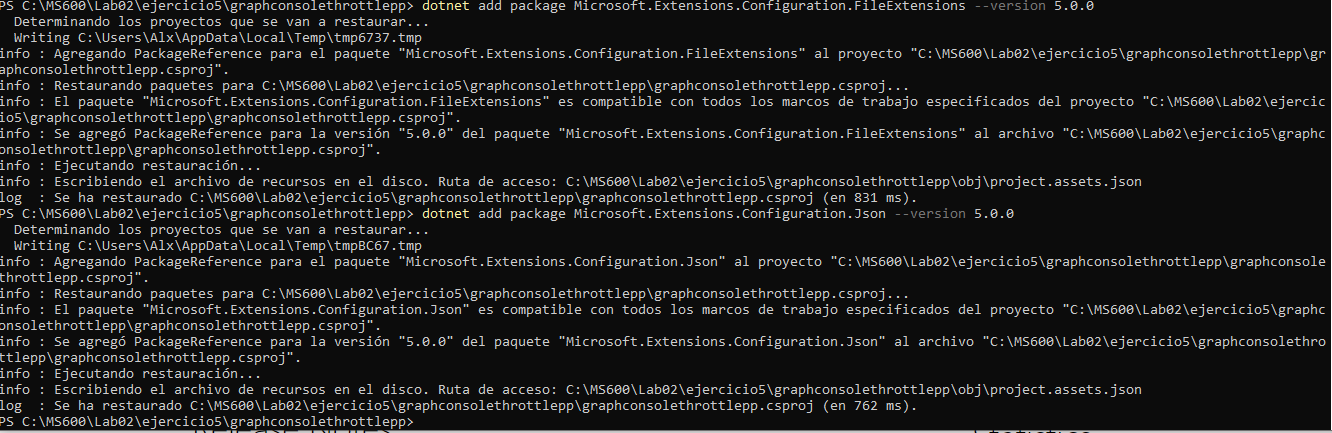 PS C:\MS600\Lab02\ejercicio5\graphconsolethrottlepp> dotnet add package Microsoft.Extensions.Configuration.FileExtensions --version 5.0.0
  Determinando los proyectos que se van a restaurar...
  Writing C:\Users\Alx\AppData\Local\Temp\tmp6737.tmp
info : Agregando PackageReference para el paquete "Microsoft.Extensions.Configuration.FileExtensions" al proyecto "C:\MS600\Lab02\ejercicio5\graphconsolethrottlepp\gr
aphconsolethrottlepp.csproj".
info : Restaurando paquetes para C:\MS600\Lab02\ejercicio5\graphconsolethrottlepp\graphconsolethrottlepp.csproj...
info : El paquete "Microsoft.Extensions.Configuration.FileExtensions" es compatible con todos los marcos de trabajo especificados del proyecto "C:\MS600\Lab02\ejercic
io5\graphconsolethrottlepp\graphconsolethrottlepp.csproj".
info : Se agregó PackageReference para la versión "5.0.0" del paquete "Microsoft.Extensions.Configuration.FileExtensions" al archivo "C:\MS600\Lab02\ejercicio5\graphc
onsolethrottlepp\graphconsolethrottlepp.csproj".
info : Ejecutando restauración...
info : Escribiendo el archivo de recursos en el disco. Ruta de acceso: C:\MS600\Lab02\ejercicio5\graphconsolethrottlepp\obj\project.assets.json
log  : Se ha restaurado C:\MS600\Lab02\ejercicio5\graphconsolethrottlepp\graphconsolethrottlepp.csproj (en 831 ms).
PS C:\MS600\Lab02\ejercicio5\graphconsolethrottlepp> dotnet add package Microsoft.Extensions.Configuration.Json --version 5.0.0
  Determinando los proyectos que se van a restaurar...
  Writing C:\Users\Alx\AppData\Local\Temp\tmpBC67.tmp
info : Agregando PackageReference para el paquete "Microsoft.Extensions.Configuration.Json" al proyecto "C:\MS600\Lab02\ejercicio5\graphconsolethrottlepp\graphconsole
throttlepp.csproj".
info : Restaurando paquetes para C:\MS600\Lab02\ejercicio5\graphconsolethrottlepp\graphconsolethrottlepp.csproj...
info : El paquete "Microsoft.Extensions.Configuration.Json" es compatible con todos los marcos de trabajo especificados del proyecto "C:\MS600\Lab02\ejercicio5\graphc
onsolethrottlepp\graphconsolethrottlepp.csproj".
info : Se agregó PackageReference para la versión "5.0.0" del paquete "Microsoft.Extensions.Configuration.Json" al archivo "C:\MS600\Lab02\ejercicio5\graphconsolethro
ttlepp\graphconsolethrottlepp.csproj".
info : Ejecutando restauración...
info : Escribiendo el archivo de recursos en el disco. Ruta de acceso: C:\MS600\Lab02\ejercicio5\graphconsolethrottlepp\obj\project.assets.json
log  : Se ha restaurado C:\MS600\Lab02\ejercicio5\graphconsolethrottlepp\graphconsolethrottlepp.csproj (en 762 ms).
PS C:\MS600\Lab02\ejercicio5\graphconsolethrottlepp>